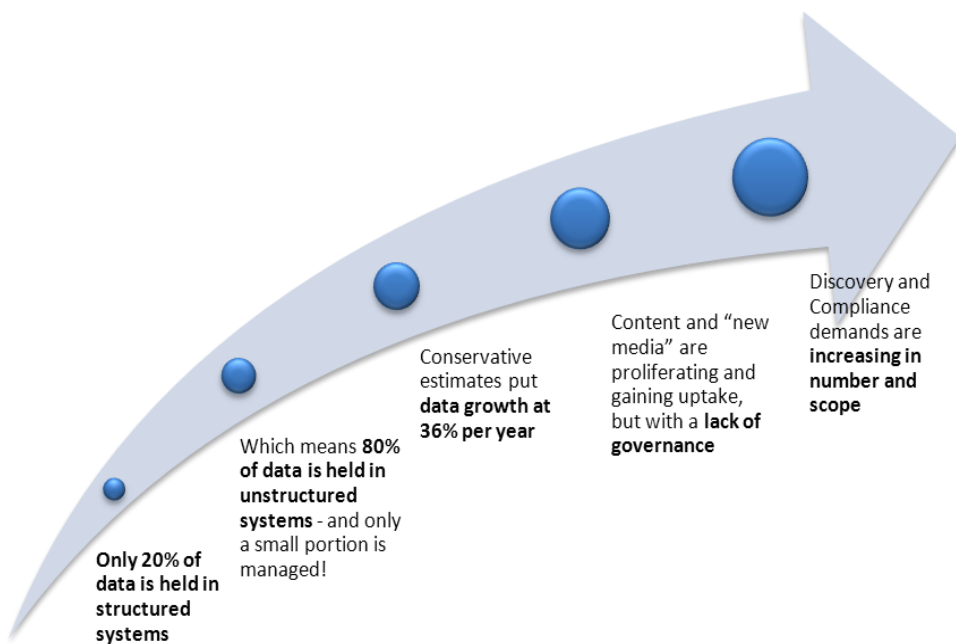 Only 20% of
data is held in
structured
systems
Which means 80%
of data is held in
unstructured
systems - and only
a small portion is
managed!
Conservative
estimates put
data growth at
36% per year
Content and “new
media” are
proliferating and
gaining uptake,
but with a lack of
governance
Discovery and
Compliance
demands are
increasing in
number and
scope